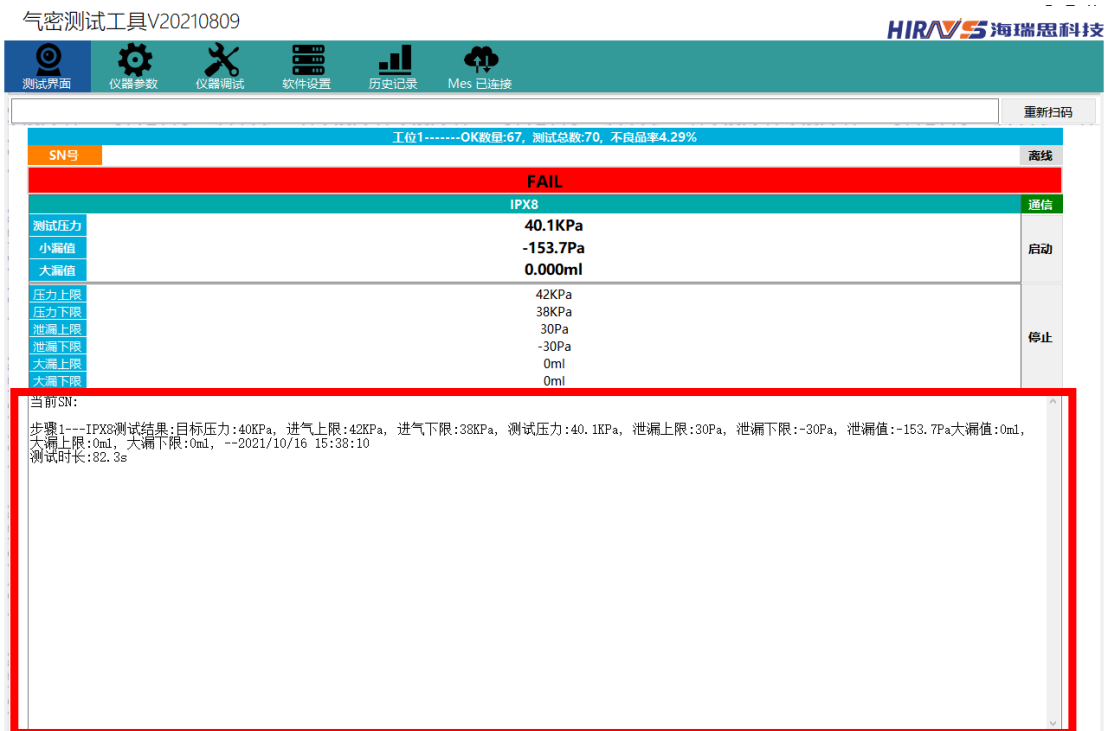 气密测试工具V20210809
HIRAVS 海瑞思科技
测试界面 仪器参数 仪器调试 软件设置 历史记录 Mes 已连接
重新扫码
工位1-------OK数量:67, 测试总数:70, 不良品率4.29%
SN号 离线
FAIL
IPX8 通信
测试压力 40.1KPa
小漏值 -153.7Pa 启动
大漏值 0.000ml
压力上限 42KPa
压力下限 38KPa
泄漏上限 30Pa
泄漏下限 -30Pa 停止
大漏上限 0ml
大漏下限 0ml
当前SN:
步骤1---IPX8测试结果:目标压力:40KPa, 进气上限:42KPa, 进气下限:38KPa, 测试压力:40.1KPa, 泄漏上限:30Pa, 泄漏下限:-30Pa, 泄漏值:-153.7Pa大漏值:0ml,
大漏上限:0ml, 大漏下限:0ml, --2021/10/16 15:38:10
测试时长:82.3s